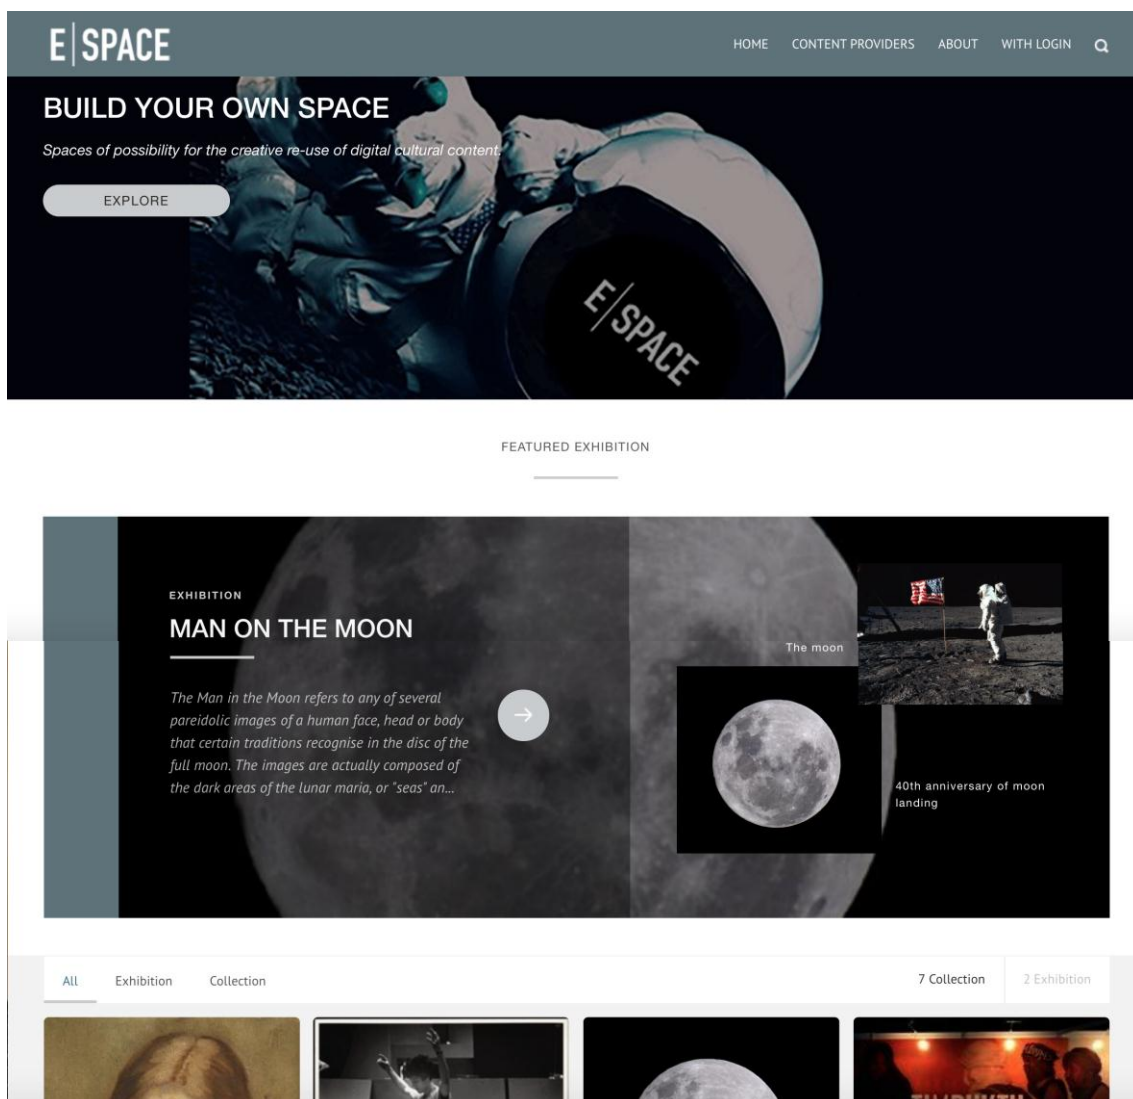 E|SPACE
HOME CONTENT PROVIDERS ABOUT WITH LOGIN
BUILD YOUR OWN SPACE
Spaces of possibility for the creative re-use of digital cultural content.
EXPLORE
E|SPACE
FEATURED EXHIBITION
EXHIBITION
MAN ON THE MOON
The Man in the Moon refers to any of several
pareidolic images of a human face, head or body
that certain traditions recognise in the disc of the
full moon. The images are actually composed of
the dark areas of the lunar maria, or "seas" an...
The moon
40th anniversary of moon
landing
All Exhibition Collection 7 Collection 2 Exhibition